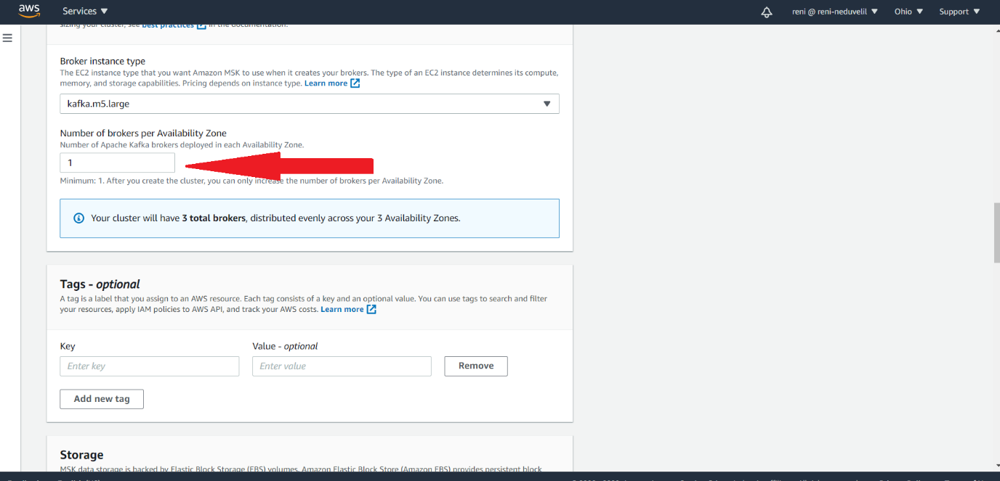 aws
Services
reni @ reni-neduvelil
Ohio
Support
sizing your cluster, see best practices in the documentation.
Broker instance type
The EC2 instance type that you want Amazon MSK to use when it creates your brokers. The type of an EC2 instance determines its compute,
memory, and storage capabilities. Pricing depends on instance type. Learn more
kafka.m5.large
Number of brokers per Availability Zone
Number of Apache Kafka brokers deployed in each Availability Zone.
1
Minimum: 1. After you create the cluster, you can only increase the number of brokers per Availability Zone.
Your cluster will have 3 total brokers, distributed evenly across your 3 Availability Zones.
Tags - optional
A tag is a label that you assign to an AWS resource. Each tag consists of a key and an optional value. You can use tags to search and filter
your resources, apply IAM policies to AWS API, and track your AWS costs. Learn more
Key
Value - optional
Enter key
Enter value
Remove
Add new tag
Storage
MSK data storage is backed by Elastic Block Storage (EBS) volumes. Amazon Elastic Block Store (Amazon EBS) provides persistent block